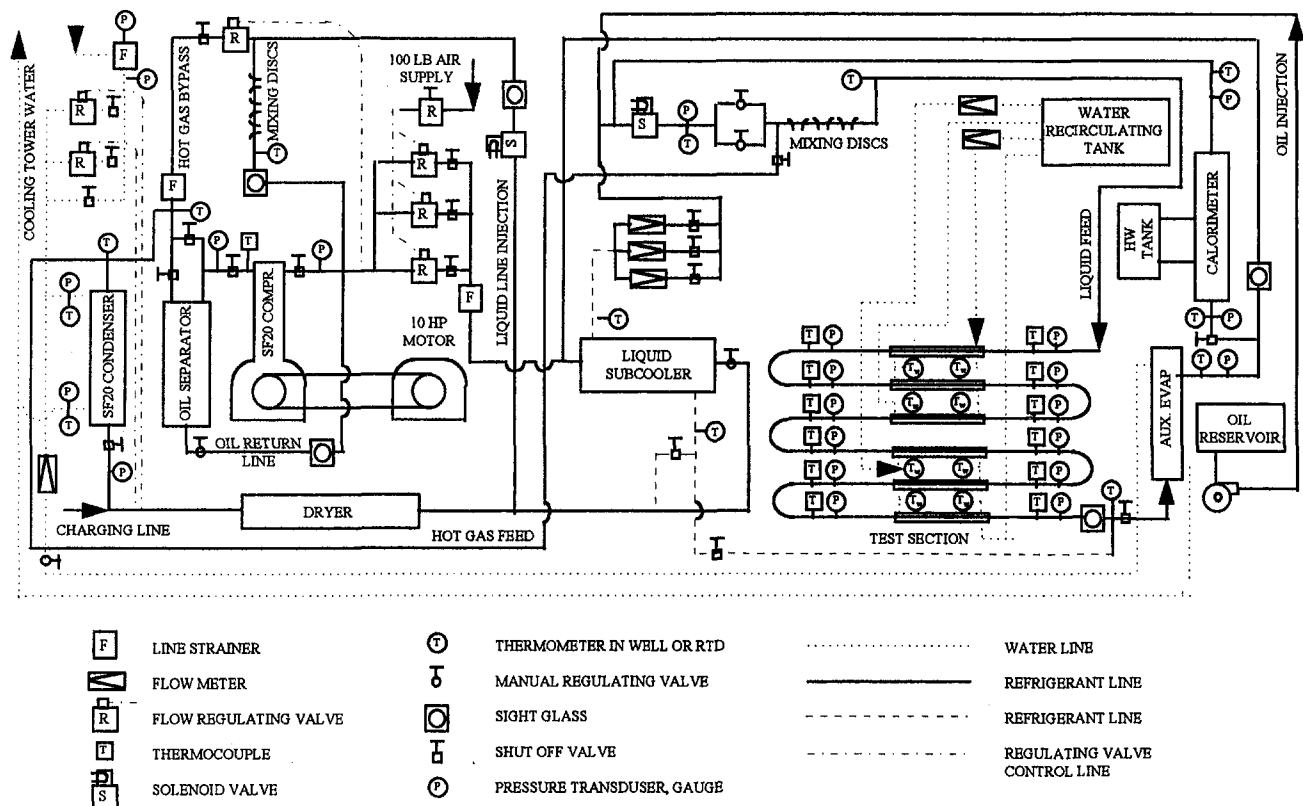 COOLING TOWER WATER
HOT GAS BYPASS
MIXING DISCS
100 LB AIR
SUPPLY
LIQUID LINE INJECTION
MIXING DISCS
WATER
RECIRCULATING
TANK
OIL INJECTION
LIQUID FEED
HW
TANK
CALORIMETER
SF20 CONDENSER
OIL SEPARATOR
SF20 COMPR.
10 HP
MOTOR
LIQUID
SUBCOOLER
AUX. EVAP
OIL
RESERVOIR
OIL RETURN
LINE
DRYER
CHARGING LINE
HOT GAS FEED
TEST SECTION
F
LINE STRAINER
FLOW METER
R
FLOW REGULATING VALVE
T
THERMOCOUPLE
S
SOLENOID VALVE
T
THERMOMETER IN WELL OR RTD
MANUAL REGULATING VALVE
SIGHT GLASS
SHUT OFF VALVE
P
PRESSURE TRANSDUSER, GAUGE
WATER LINE
REFRIGERANT LINE
REFRIGERANT LINE
REGULATING VALVE
CONTROL LINE